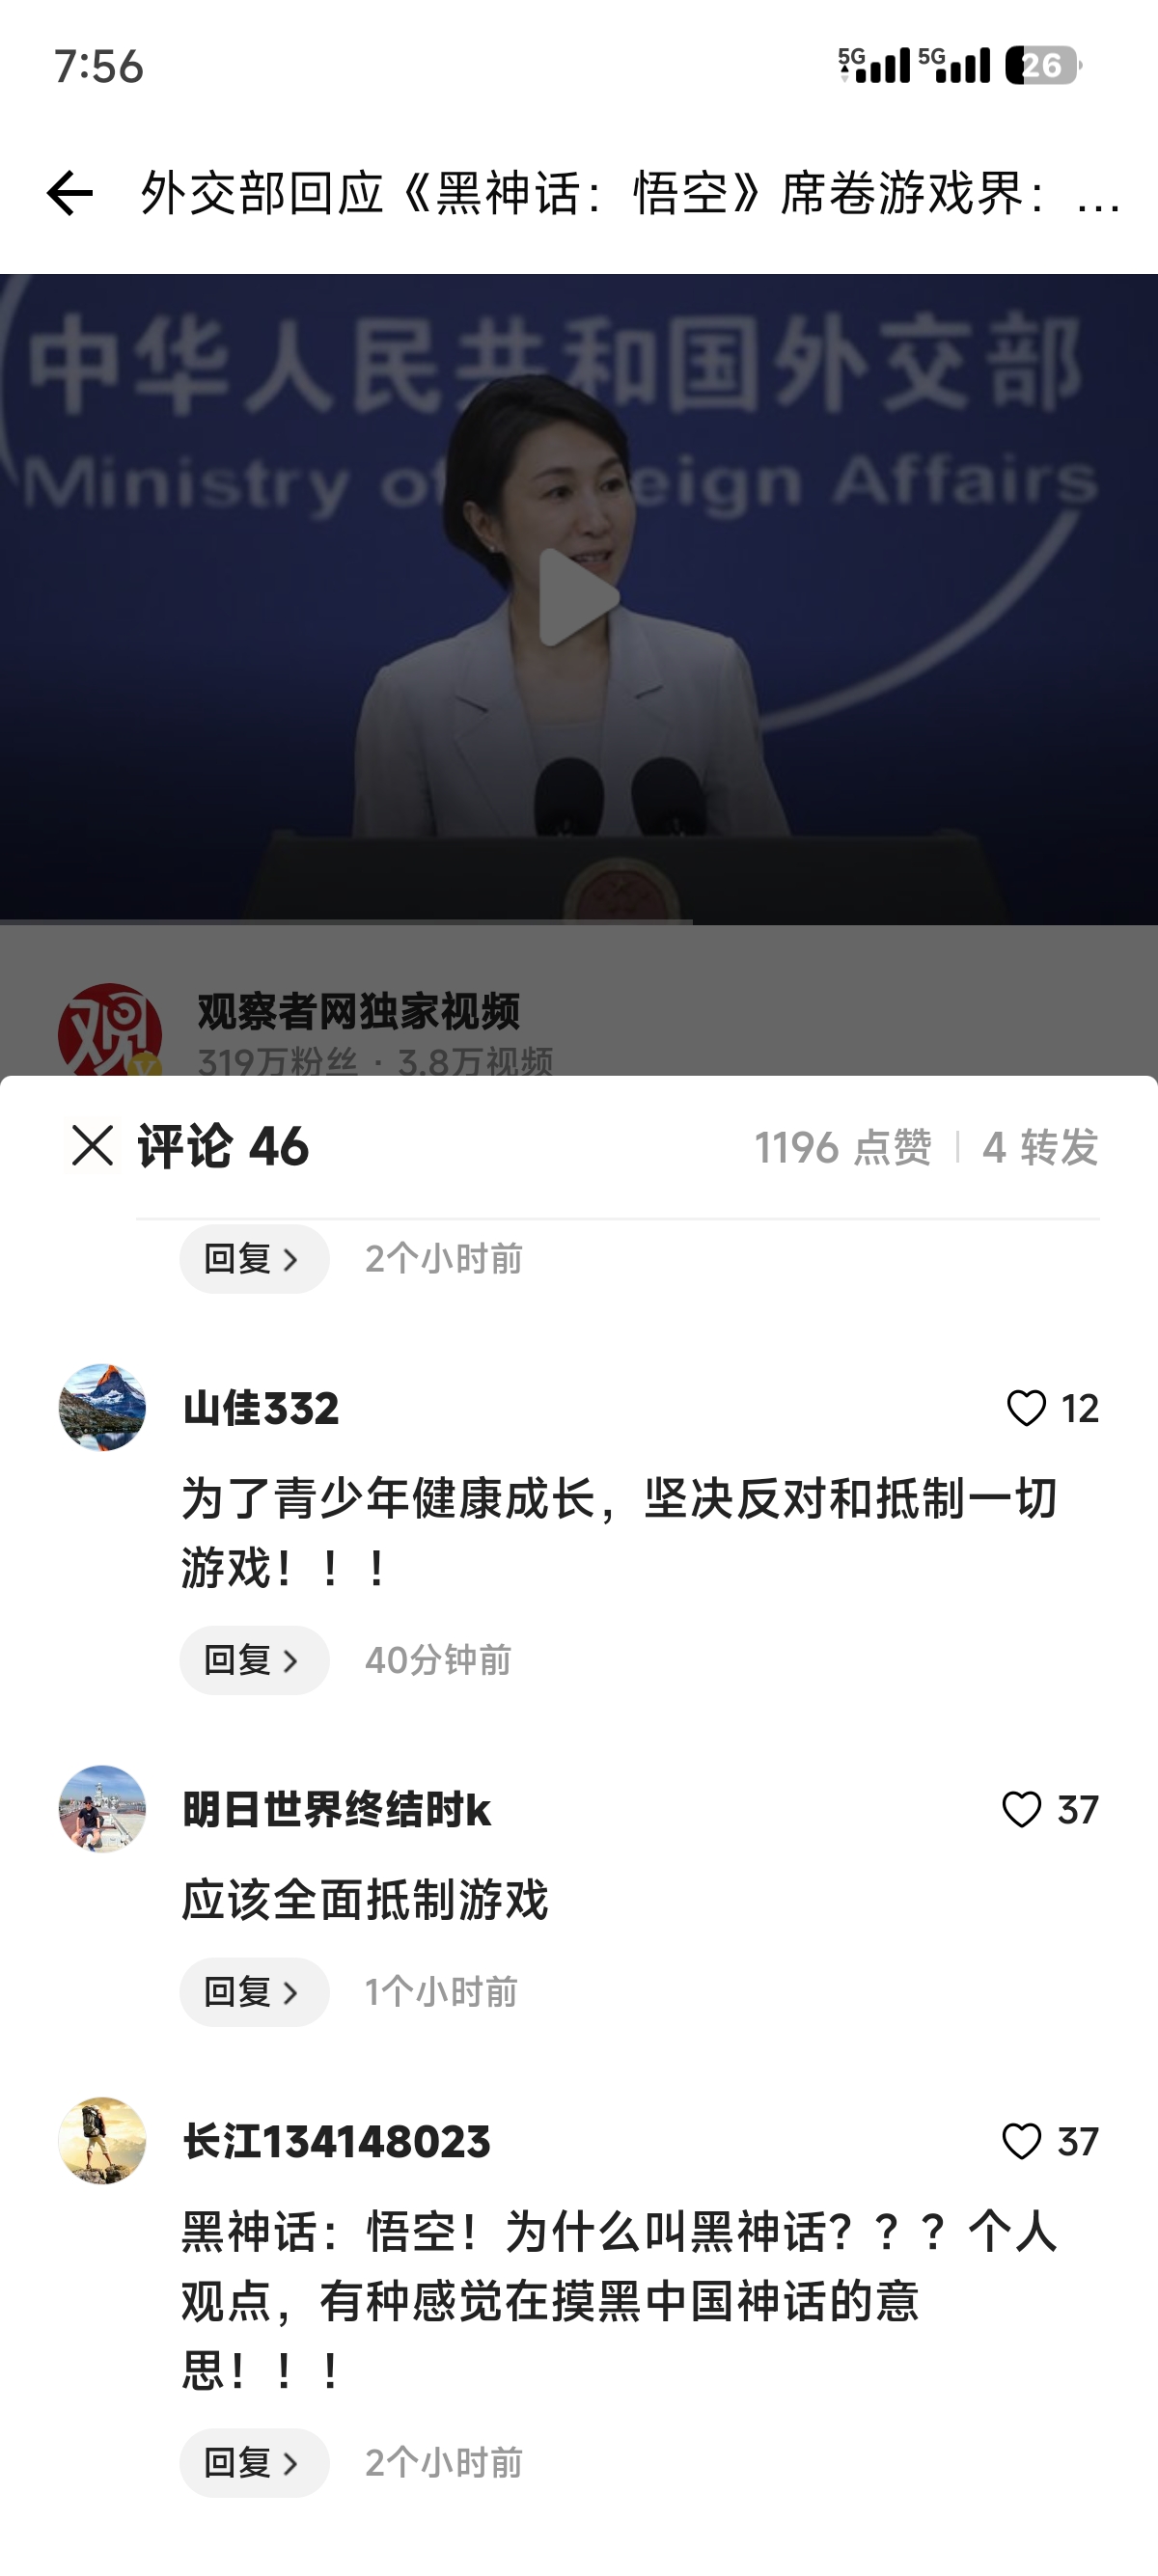 7:56
5G 5G 26
外交部回应《黑神话：悟空》席卷游戏界：...
中华人民共和国外交部
Ministry of eign Affairs
观 V
观察者网独家视频
319万粉丝 · 3.8万视频
评论 46
1196 点赞 | 4 转发
回复 >
2个小时前
山佳332
12
为了青少年健康成长，坚决反对和抵制一切
游戏！！！
回复 >
40分钟前
明日世界终结时k
37
应该全面抵制游戏
回复 >
1个小时前
长江134148023
37
黑神话：悟空！为什么叫黑神话？？？个人
观点，有种感觉在摸黑中国神话的意
思！！！
回复 >
2个小时前